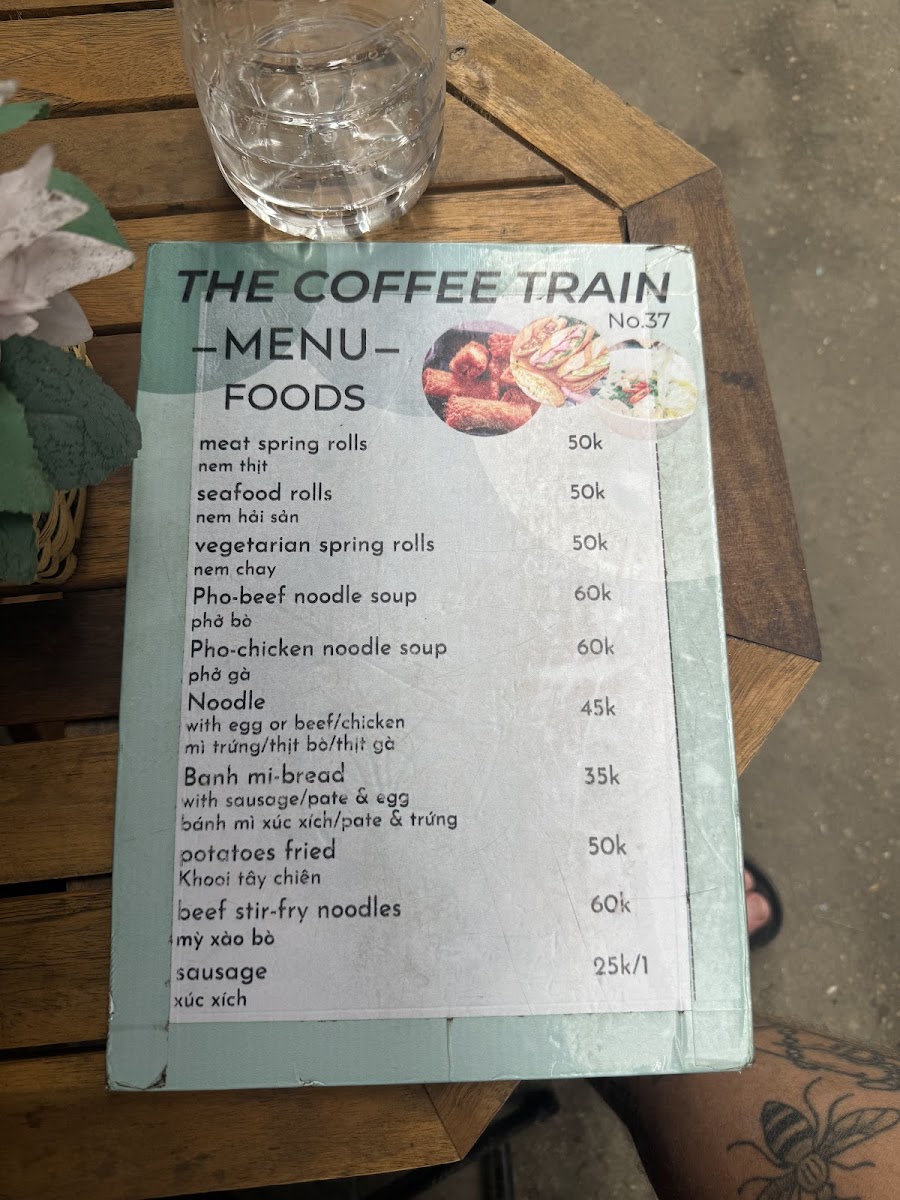 THE COFFEE TRAIN
No.37
–MENU–
FOODS
meat spring rolls 50k
nem thịt
seafood rolls 50k
nem hải sản
vegetarian spring rolls 50k
nem chay
Pho-beef noodle soup 60k
phở bò
Pho-chicken noodle soup 60k
phở gà
Noodle 45k
with egg or beef/chicken
mì trứng/thịt bò/thịt gà
Banh mi-bread 35k
with sausage/pate & egg
bánh mì xúc xích/pate & trứng
potatoes fried 50k
Khooi tây chiên
beef stir-fry noodles 60k
mỳ xào bò
sausage 25k/1
xúc xích